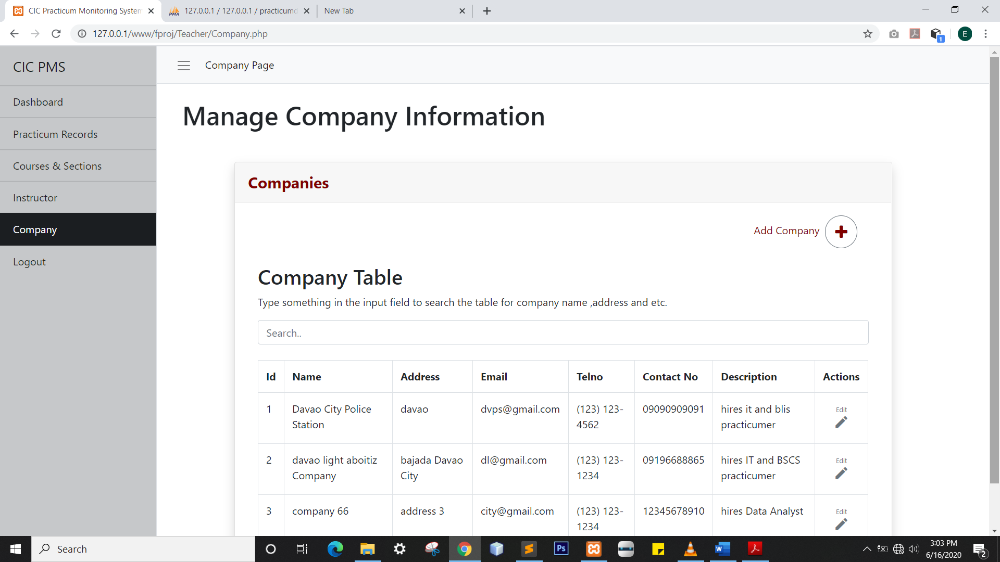 CIC Practicum Monitoring System
127.0.0.1 / 127.0.0.1 / practicumd
New Tab
127.0.0.1/www/fproj/Teacher/Company.php
E
1
CIC PMS
Company Page
Dashboard
Practicum Records
Courses & Sections
Instructor
Company
Logout
Manage Company Information
Companies
Add Company
Company Table
Type something in the input field to search the table for company name ,address and etc.
Search..
Id Name Address Email Telno Contact No Description Actions
1 Davao City Police davao dvps@gmail.com (123) 123- 09090909091 hires it and blis Edit
Station 4562 practicumer
2 davao light aboitiz bajada Davao dl@gmail.com (123) 123- 09196688865 hires IT and BSCS Edit
Company City 1234 practicumer
3 company 66 address 3 city@gmail.com (123) 123- 12345678910 hires Data Analyst Edit
1234
Search
Ps
3:03 PM
6/16/2020
2